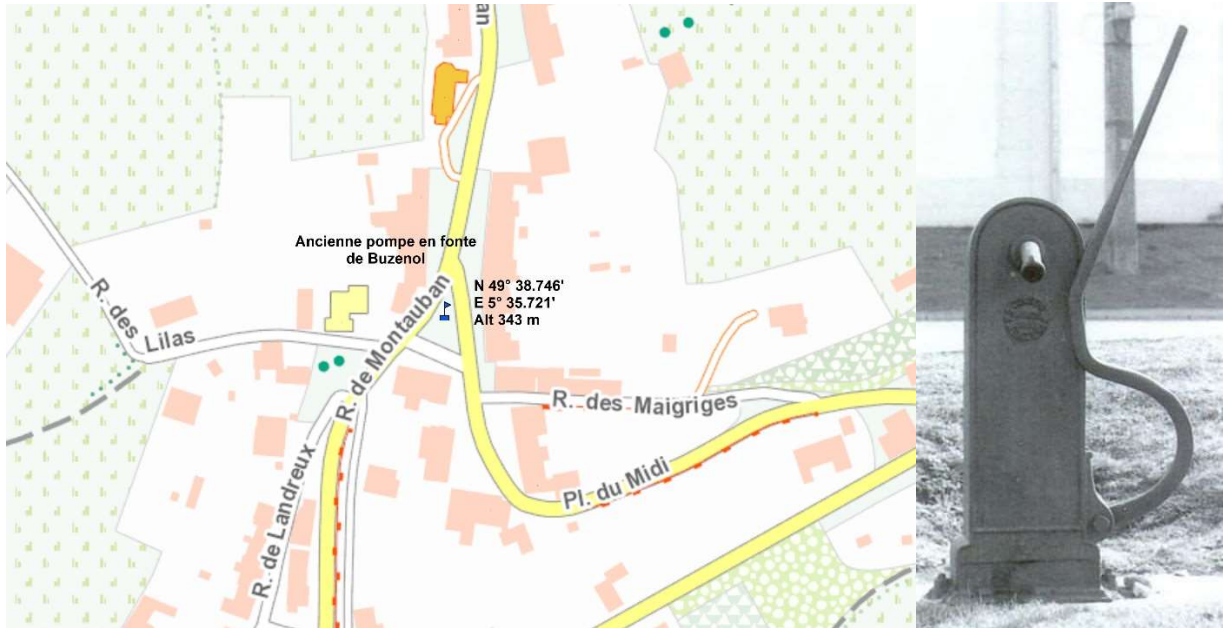 an
Ancienne pompe en fonte
de Buzenol
N 49° 38.746'
E 5° 35.721'
Alt 343 m
R. des
Lilas
R. de Montauban
R. des Maigriges
Pl. du Midi
R. de Landreux